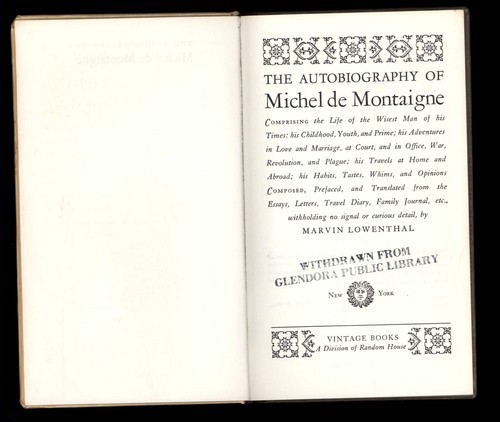 THE AUTOBIOGRAPHY OF
Michel de Montaigne
COMPRISING the Life of the Wisest Man of his
Times: his Childhood, Youth, and Prime; his Adventures
in Love and Marriage, at Court, and in Office, War,
Revolution, and Plague; his Travels at Home and
Abroad; his Habits, Tastes, Whims, and Opinions
COMPOSED, Prefaced, and Translated from the
Essays, Letters, Travel Diary, Family Journal, etc.,
withholding no signal or curious detail, by
MARVIN LOWENTHAL
WITHDRAWN FROM
GLENDORA PUBLIC LIBRARY
NEW YORK
VINTAGE BOOKS
A Division of Random House